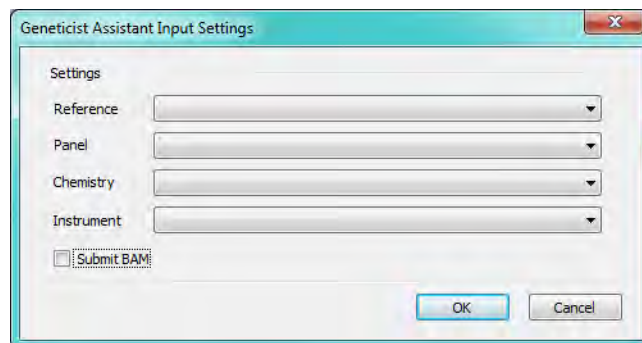 Geneticist Assistant Input Settings
Settings
Reference
Panel
Chemistry
Instrument
Submit BAM
OK Cancel